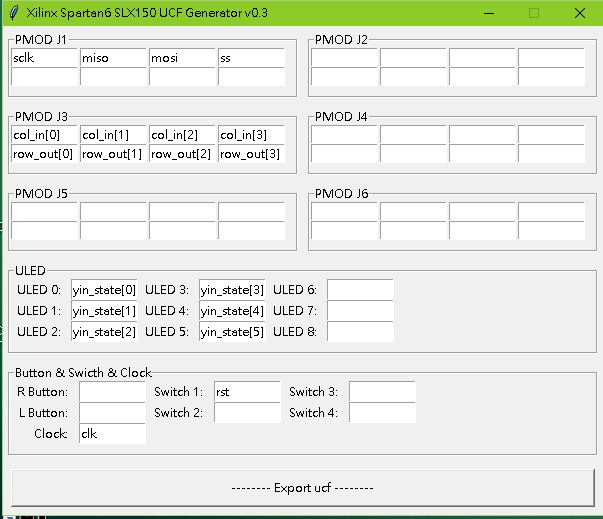 Xilinx Spartan6 SLX150 UCF Generator v0.3
PMOD J1
PMOD J2
sclk miso mosi ss
PMOD J3
PMOD J4
col_in[0] col_in[1] col_in[2] col_in[3]
row_out[0] row_out[1] row_out[2] row_out[3]
PMOD J5
PMOD J6
ULED
ULED 0: yin_state[0] ULED 3: yin_state[3] ULED 6:
ULED 1: yin_state[1] ULED 4: yin_state[4] ULED 7:
ULED 2: yin_state[2] ULED 5: yin_state[5] ULED 8:
Button & Swicth & Clock
R Button: Switch 1: rst Switch 3:
L Button: Switch 2: Switch 4:
Clock: clk
-------- Export ucf --------